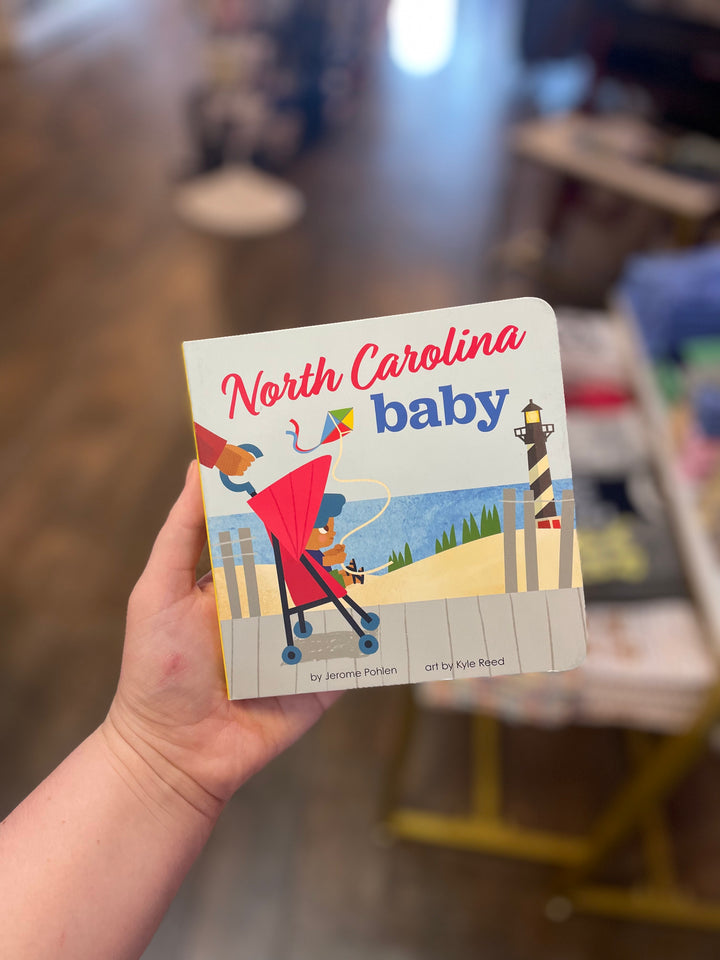 North Carolina
baby
by Jerome Pohlen
art by Kyle Reed